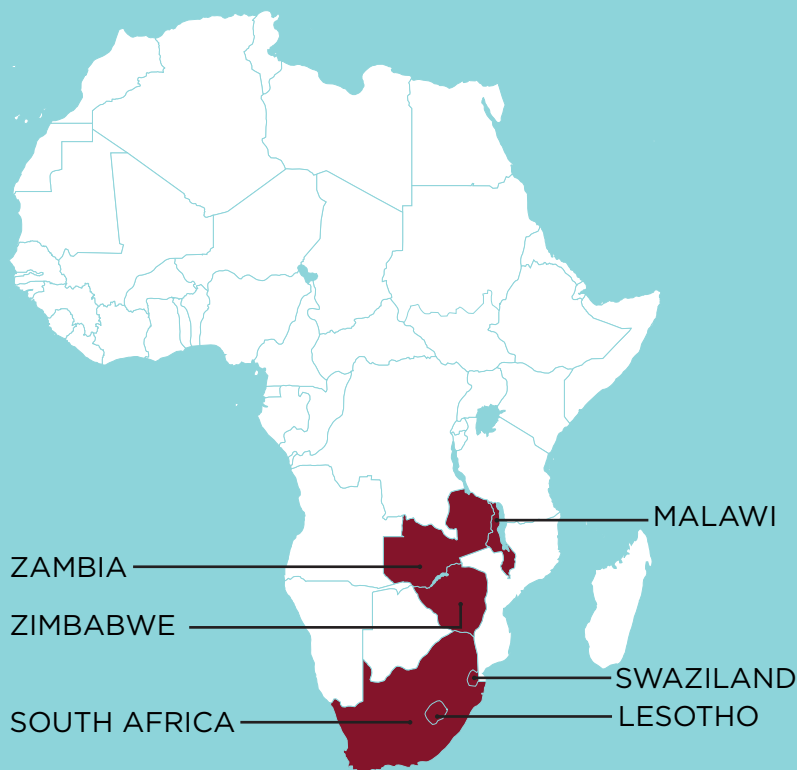 MALAWI
ZAMBIA
ZIMBABWE
SWAZILAND
LESOTHO
SOUTH AFRICA